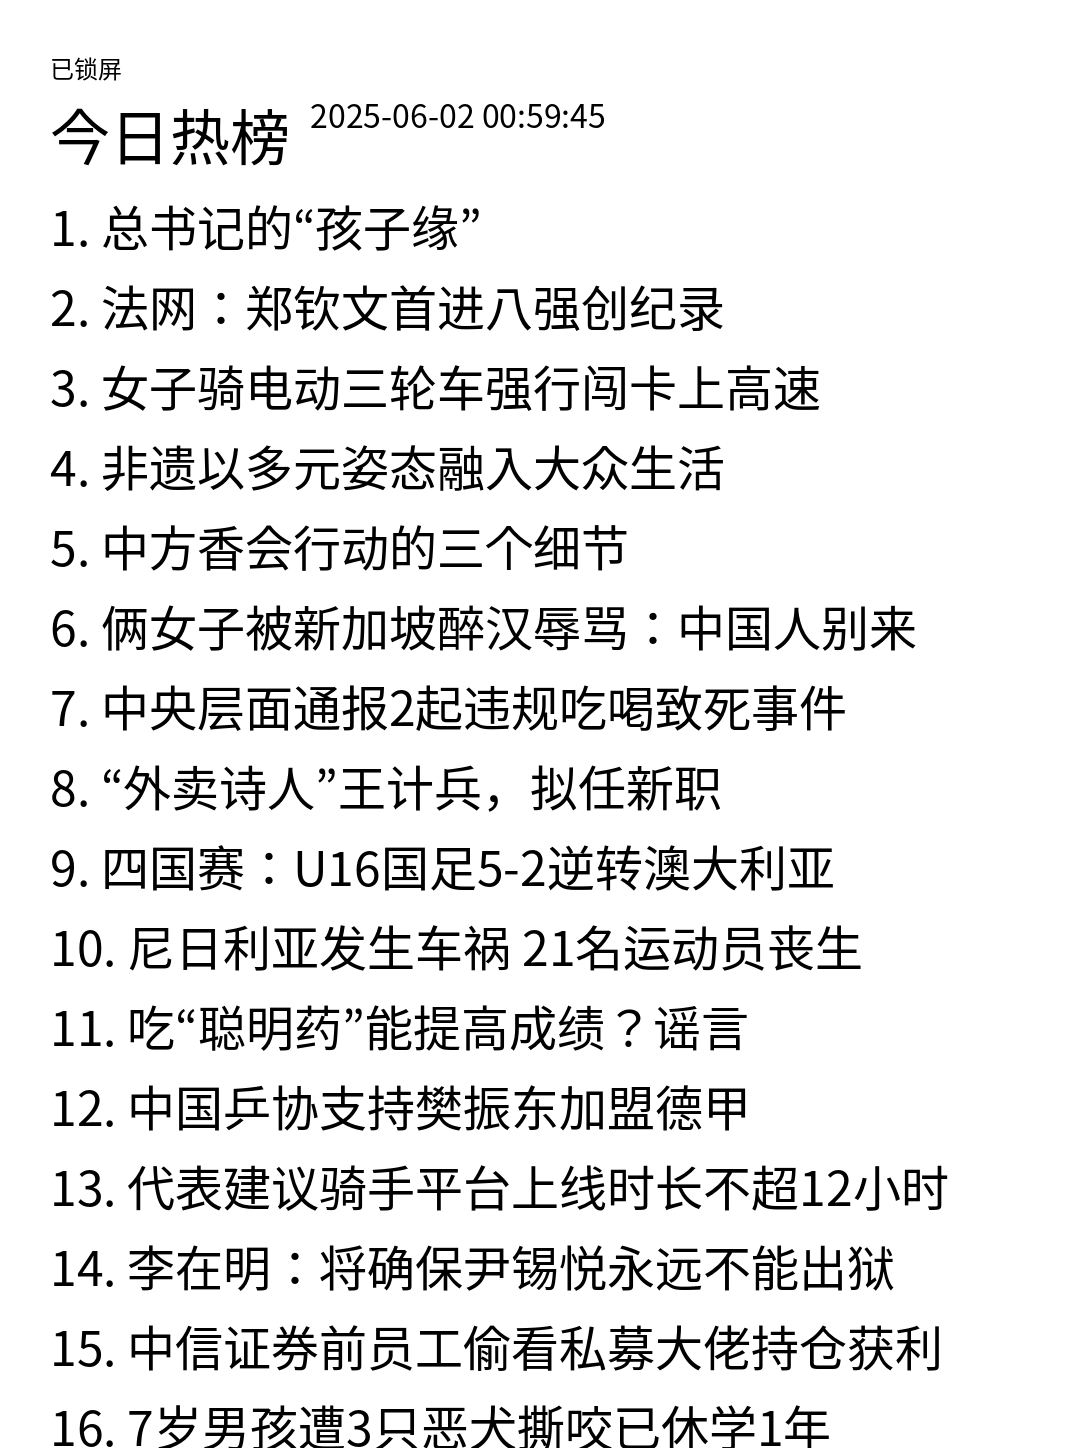 已锁屏
今日热榜 2025-06-02 00:59:45
1. 总书记的“孩子缘”
2. 法网：郑钦文首进八强创纪录
3. 女子骑电动三轮车强行闯卡上高速
4. 非遗以多元姿态融入大众生活
5. 中方香会行动的三个细节
6. 俩女子被新加坡醉汉辱骂：中国人别来
7. 中央层面通报2起违规吃喝致死事件
8. “外卖诗人”王计兵，拟任新职
9. 四国赛：U16国足5-2逆转澳大利亚
10. 尼日利亚发生车祸 21名运动员丧生
11. 吃“聪明药”能提高成绩？谣言
12. 中国乒协支持樊振东加盟德甲
13. 代表建议骑手平台上线时长不超12小时
14. 李在明：将确保尹锡悦永远不能出狱
15. 中信证券前员工偷看私募大佬持仓获利
16. 7岁男孩遭3只恶犬撕咬已休学1年